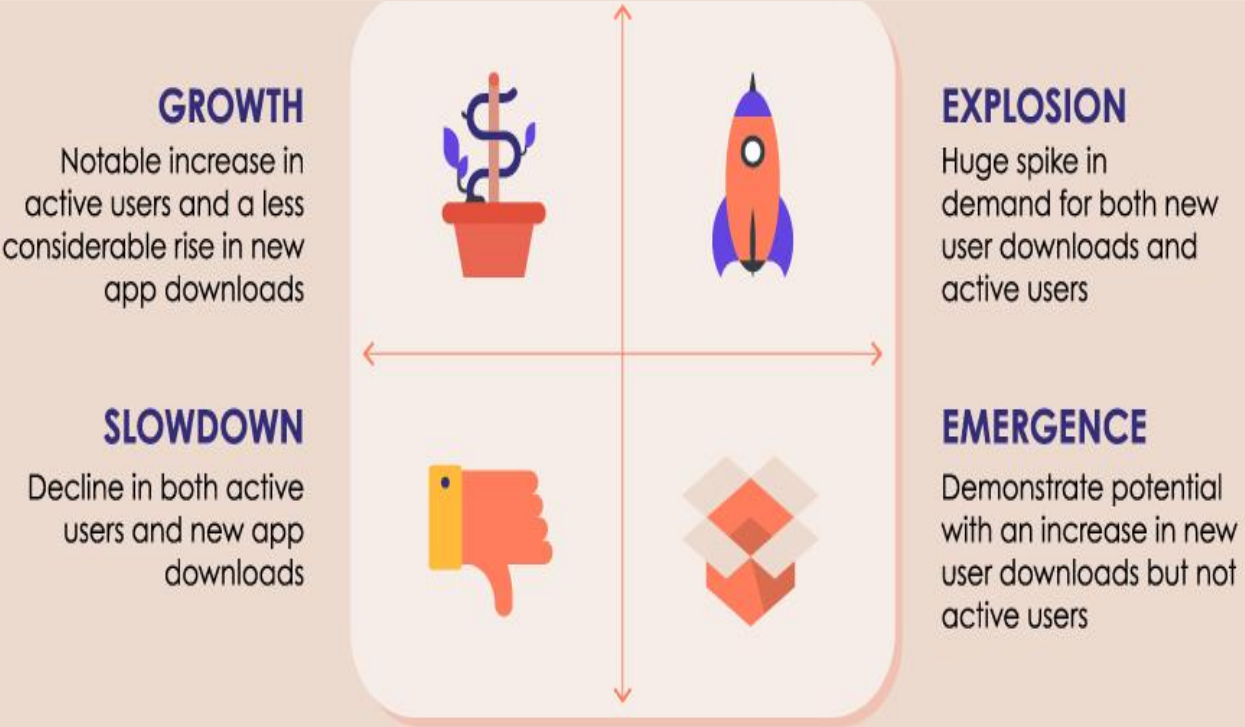 GROWTH
Notable increase in
active users and a less
considerable rise in new
app downloads
EXPLOSION
Huge spike in
demand for both new
user downloads and
active users
SLOWDOWN
Decline in both active
users and new app
downloads
EMERGENCE
Demonstrate potential
with an increase in new
user downloads but not
active users